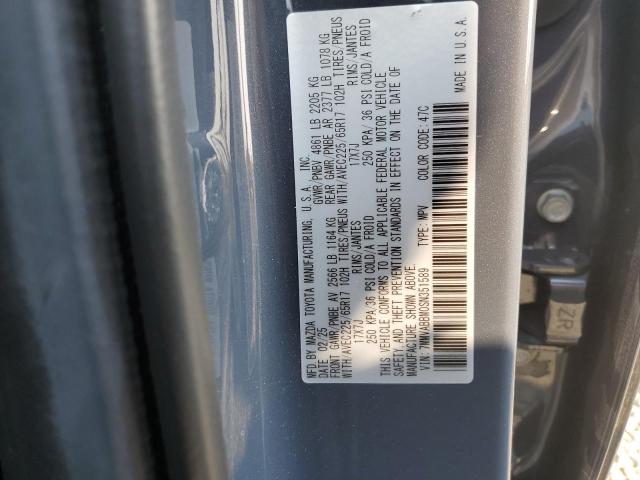 MFD.BY MAZDA TOYOTA MANUFACTURING, U.S.A., INC.
DATE 02/25 GVWR/PNBV 4861 LB 2205 KG
FRONT GAWR/PNBE AV 2566 LB 1164 KG REAR GAWR/PNBE AR 2377 LB 1078 KG
WITH/AVEC225/65R17 102H TIRES/PNEUS WITH/AVEC225/65R17 102H TIRES/PNEUS
17X7J RIMS/JANTES 17X7J RIMS/JANTES
250 KPA/36 PSI COLD/A FROID 250 KPA/36 PSI COLD/A FROID
THIS VEHICLE CONFORMS TO ALL APPLICABLE FEDERAL MOTOR VEHICLE
SAFETY AND THEFT PREVENTION STANDARDS IN EFFECT ON THE DATE OF
MANUFACTURE SHOWN ABOVE.
VIN: 7MMVABBM0SN351589 TYPE: MPV COLOR CODE: 47C
MADE IN U.S.A.
ZR